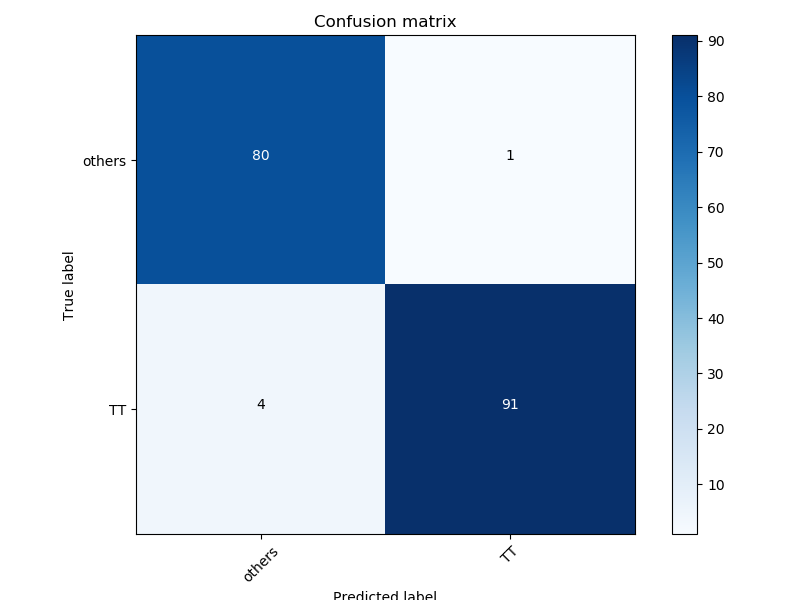 Confusion matrix
others
80
1
True label
TT
4
91
others
TT
Predicted label
90
80
70
60
50
40
30
20
10